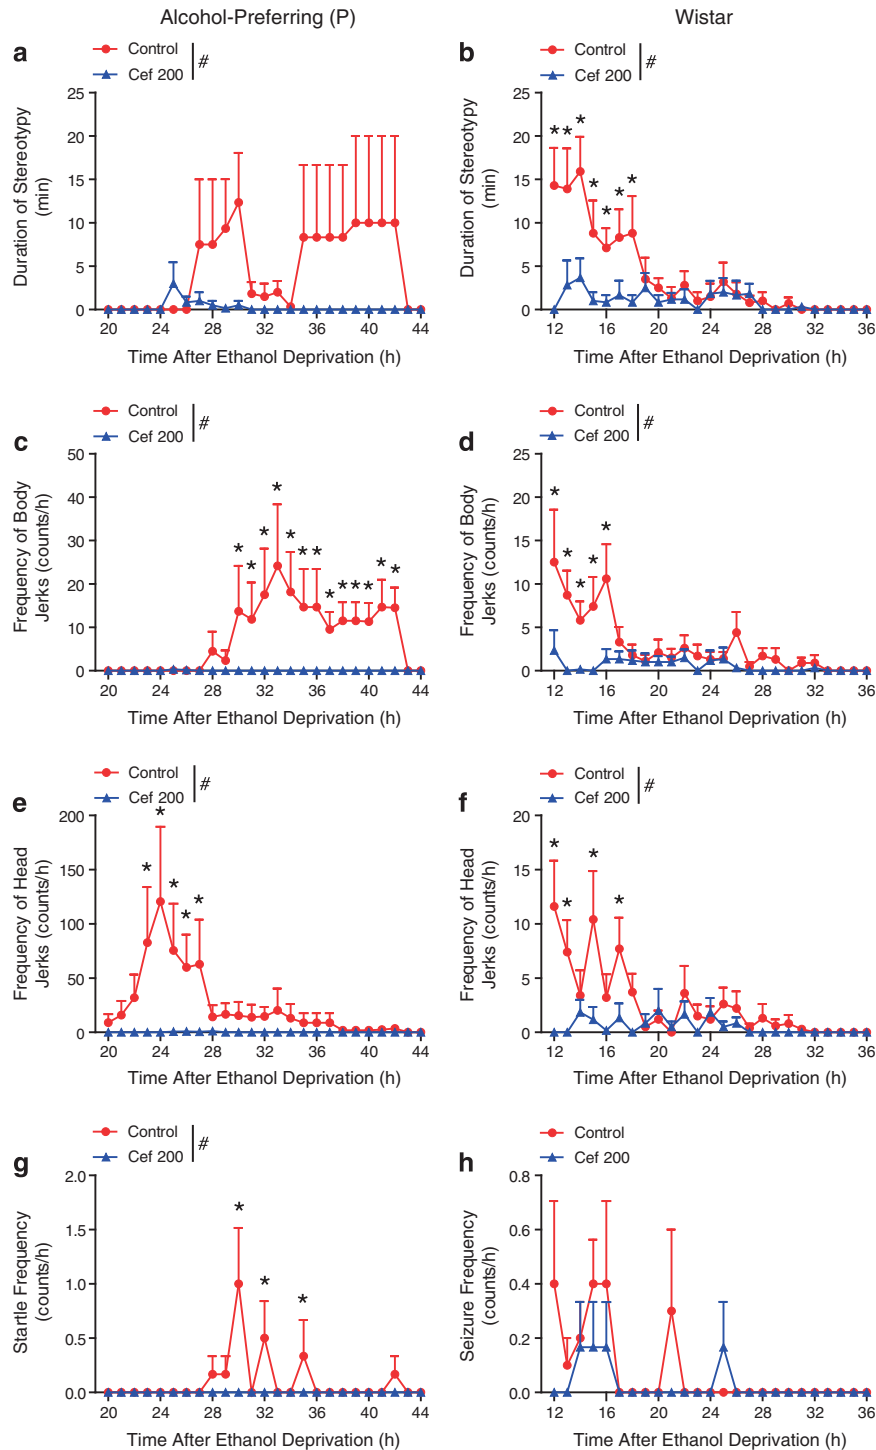 Alcohol-Preferring (P)
Wistar
a
Control
Cef 200
#
Duration of Stereotypy
(min)
25
20
15
10
5
0
20 24 28 32 36 40 44
Time After Ethanol Deprivation (h)
b
Control
Cef 200
#
Duration of Stereotypy
(min)
25
20
15
10
5
0
* * * * * * *
12 16 20 24 28 32 36
Time After Ethanol Deprivation (h)
c
Control
Cef 200
#
Frequency of Body
Jerks (counts/h)
50
40
30
20
10
0
* * * * * * * * * * * * *
20 24 28 32 36 40 44
Time After Ethanol Deprivation (h)
d
Control
Cef 200
#
Frequency of Body
Jerks (counts/h)
25
20
15
10
5
0
* * * * *
12 16 20 24 28 32 36
Time After Ethanol Deprivation (h)
e
Control
Cef 200
#
Frequency of Head
Jerks (counts/h)
200
150
100
50
0
* * * * *
20 24 28 32 36 40 44
Time After Ethanol Deprivation (h)
f
Control
Cef 200
#
Frequency of Head
Jerks (counts/h)
20
15
10
5
0
* * * *
12 16 20 24 28 32 36
Time After Ethanol Deprivation (h)
g
Control
Cef 200
#
Startle Frequency
(counts/h)
2.0
1.5
1.0
0.5
0.0
* * *
20 24 28 32 36 40 44
Time After Ethanol Deprivation (h)
h
Control
Cef 200
Seizure Frequency
(counts/h)
0.8
0.6
0.4
0.2
0.0
12 16 20 24 28 32 36
Time After Ethanol Deprivation (h)